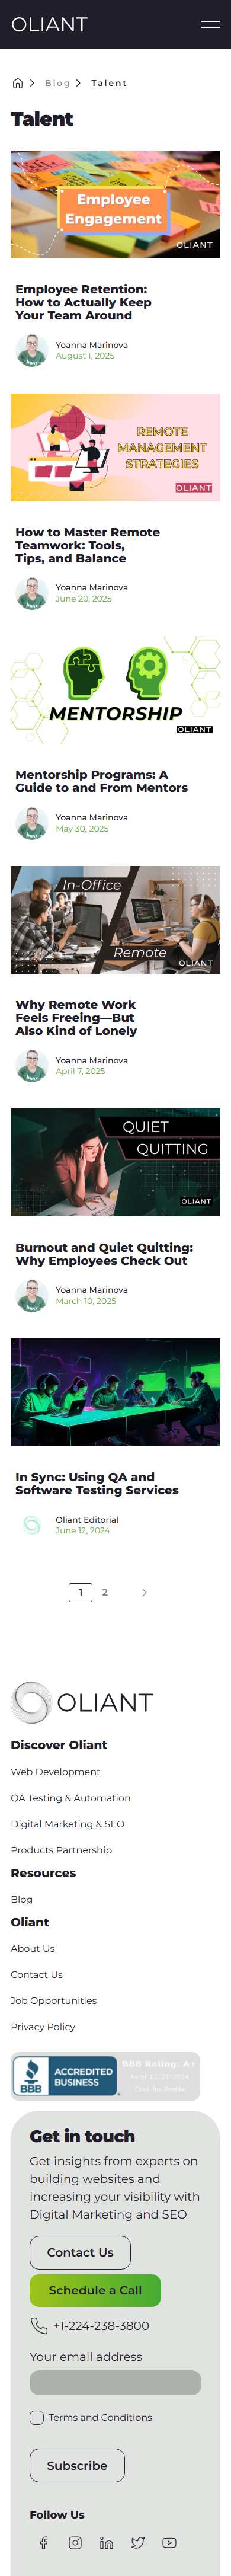 OLIANT
Blog
Talent
Talent
Employee
Engagement
OLIANT
Employee Retention:
How to Actually Keep
Your Team Around
Yoanna Marinova
August 1, 2025
REMOTE
MANAGEMENT
STRATEGIES
OLIANT
How to Master Remote
Teamwork: Tools,
Tips, and Balance
Yoanna Marinova
June 20, 2025
MENTORSHIP
OLIANT
Mentorship Programs: A
Guide to and From Mentors
Yoanna Marinova
May 30, 2025
In-Office
Remote
OLIANT
Why Remote Work
Feels Freeing—But
Also Kind of Lonely
Yoanna Marinova
April 7, 2025
QUIET
QUITTING
OLIANT
Burnout and Quiet Quitting:
Why Employees Check Out
Yoanna Marinova
March 10, 2025
In Sync: Using QA and
Software Testing Services
Oliant Editorial
June 12, 2024
1 2
OLIANT
Discover Oliant
Web Development
QA Testing & Automation
Digital Marketing & SEO
Products Partnership
Resources
Blog
Oliant
About Us
Contact Us
Job Opportunities
Privacy Policy
BBB
ACCREDITED
BUSINESS
BBB Rating: A+
Click for Profile
Get in touch
Get insights from experts on
building websites and
increasing your visibility with
Digital Marketing and SEO
Contact Us
Schedule a Call
+1-224-238-3800
Your email address
Terms and Conditions
Subscribe
Follow Us